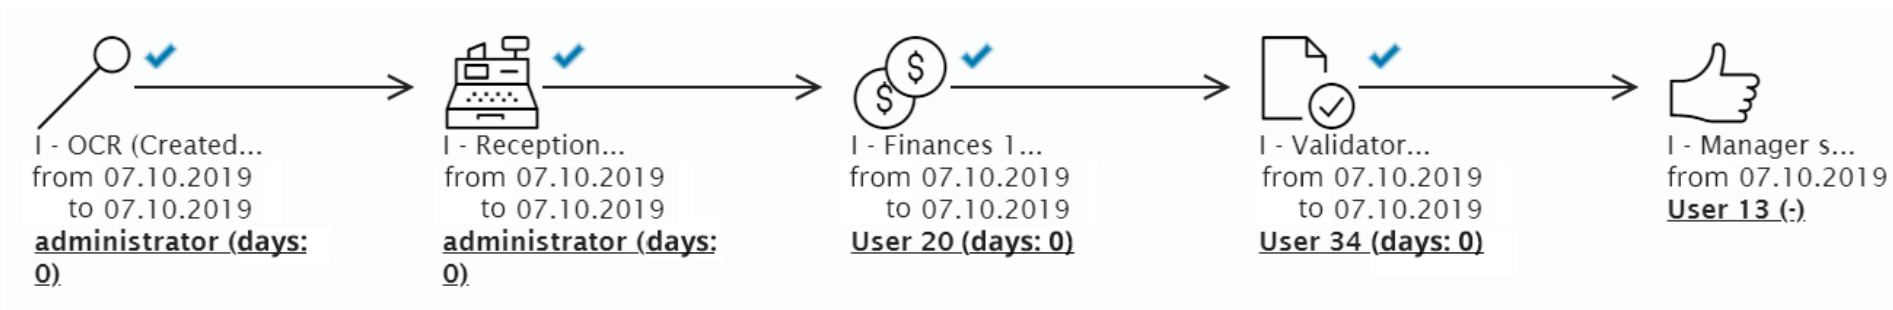 I - OCR (Created...
from 07.10.2019
to 07.10.2019
administrator (days:
0)
I - Reception...
from 07.10.2019
to 07.10.2019
administrator (days:
0)
$
$
I - Finances 1...
from 07.10.2019
to 07.10.2019
User 20 (days: 0)
I - Validator...
from 07.10.2019
to 07.10.2019
User 34 (days: 0)
I - Manager s...
from 07.10.2019
User 13 (-)